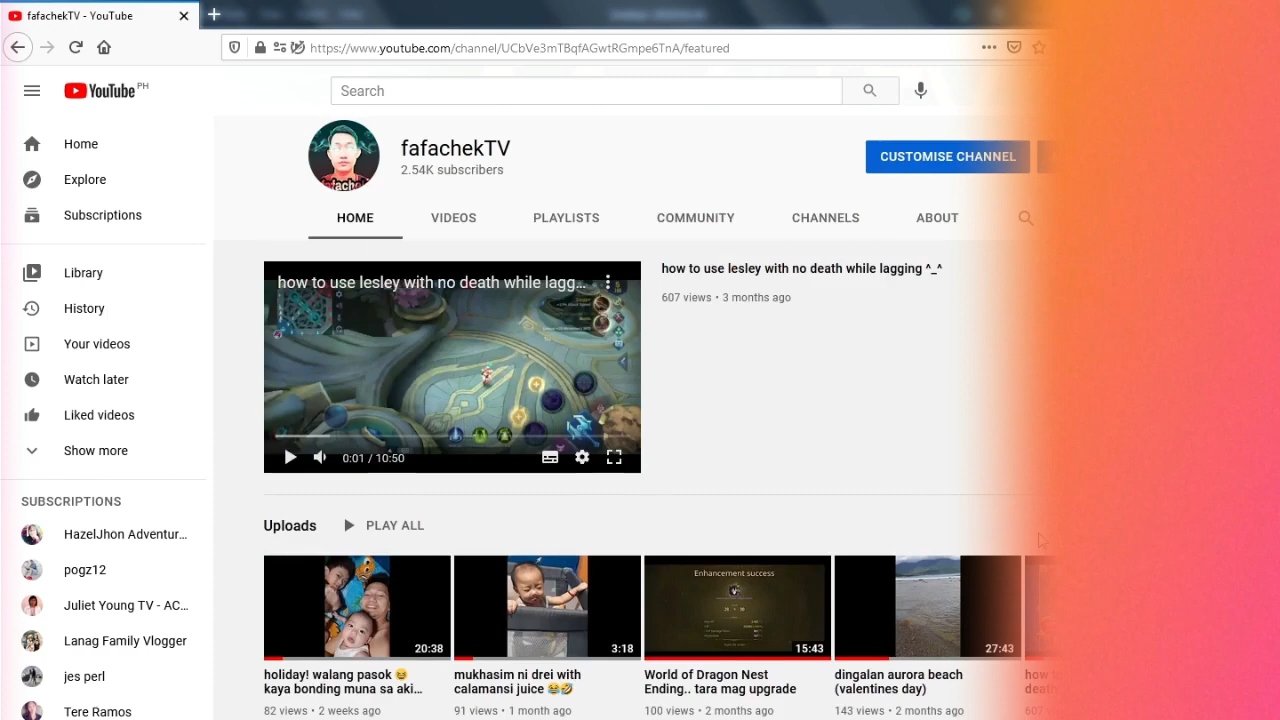 fafachekTV - YouTube
https://www.youtube.com/channel/UCbVe3mTBqfAGwtRGmpe6TnA/featured
YouTube PH
Search
Home
Explore
Subscriptions
Library
History
Your videos
Watch later
Liked videos
Show more
SUBSCRIPTIONS
HazelJhon Adventur...
pogz12
Juliet Young TV - AC...
Lanag Family Vlogger
jes perl
Tere Ramos
fafachekTV
2.54K subscribers
CUSTOMISE CHANNEL
HOME
VIDEOS
PLAYLISTS
COMMUNITY
CHANNELS
ABOUT
how to use lesley with no death while lagg...
0:01 / 10:50
how to use lesley with no death while lagging ^_^
607 views • 3 months ago
Uploads
PLAY ALL
20:38
holiday! walang pasok 😄
kaya bonding muna sa aki...
82 views • 2 weeks ago
3:18
mukhasim ni drei with
calamansi juice 😂🤣
91 views • 1 month ago
Enhancement success
15:43
World of Dragon Nest
Ending.. tara mag upgrade
100 views • 2 months ago
27:43
dingalan aurora beach
(valentines day)
143 views • 2 months ago
how
death
607